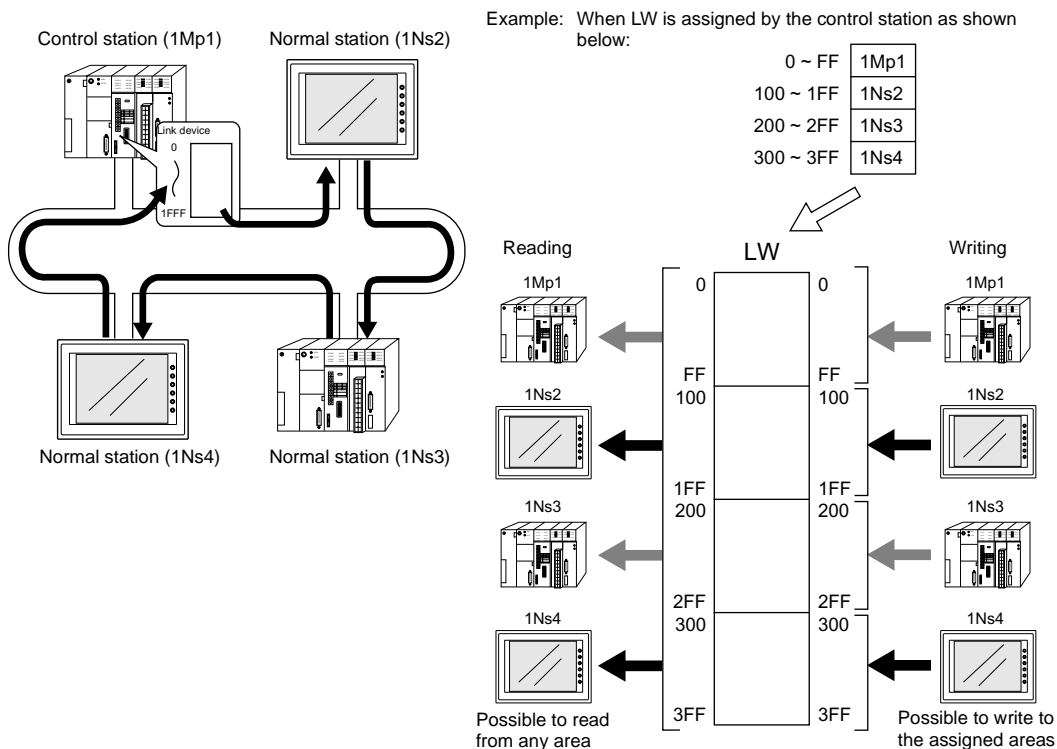 Example: When LW is assigned by the control station as shown
below:
Control station (1Mp1)
Normal station (1Ns2)
Link device
0
1FFF
Normal station (1Ns4)
Normal station (1Ns3)
0 ~ FF 1Mp1
100 ~ 1FF 1Ns2
200 ~ 2FF 1Ns3
300 ~ 3FF 1Ns4
Reading
LW
Writing
1Mp1
0
0
1Mp1
FF
FF
1Ns2
100
100
1Ns2
1FF
1FF
1Ns3
200
200
1Ns3
2FF
2FF
1Ns4
300
300
1Ns4
3FF
3FF
Possible to read
from any area
Possible to write to
the assigned areas